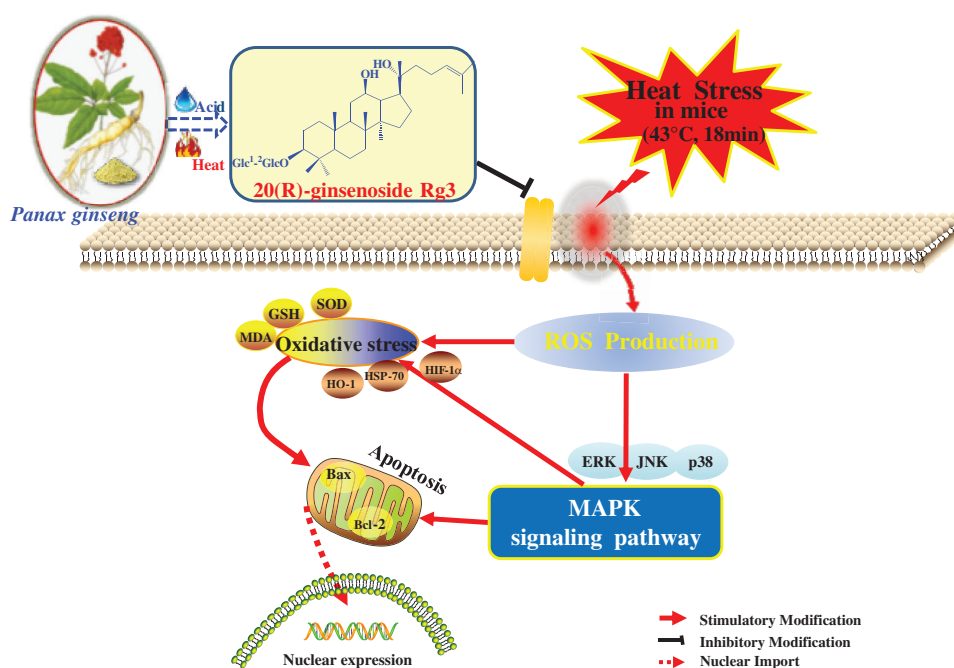 Acid
Heat
Panax ginseng
OH
HO
Glc¹-²GlcO
20(R)-ginsenoside Rg3
Heat Stress
in mice
(43°C, 18min)
SOD
GSH
MDA
Oxidative stress
HO-1
HSP-70
HIF-1α
ROS Production
ERK
JNK
p38
MAPK
signaling pathway
Apoptosis
Bax
Bcl-2
Nuclear expression
Stimulatory Modification
Inhibitory Modification
Nuclear Import